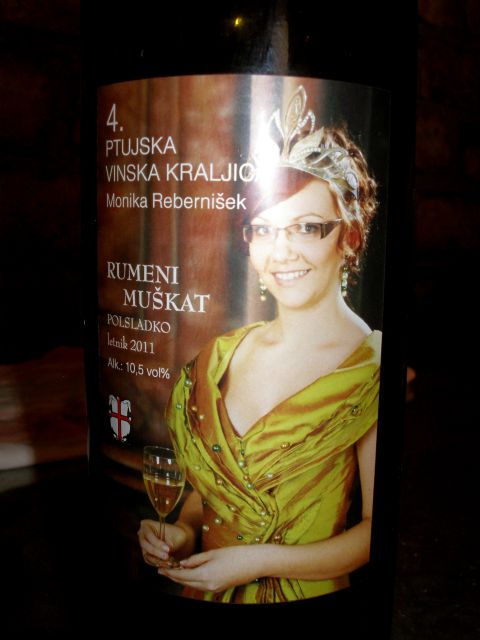 4.
PTUJSKA
VINSKA KRALJIC
Monika Rebernišek
RUMENI
MUŠKAT
POLSLADKO
letnik 2011
Alk.: 10,5 vol%